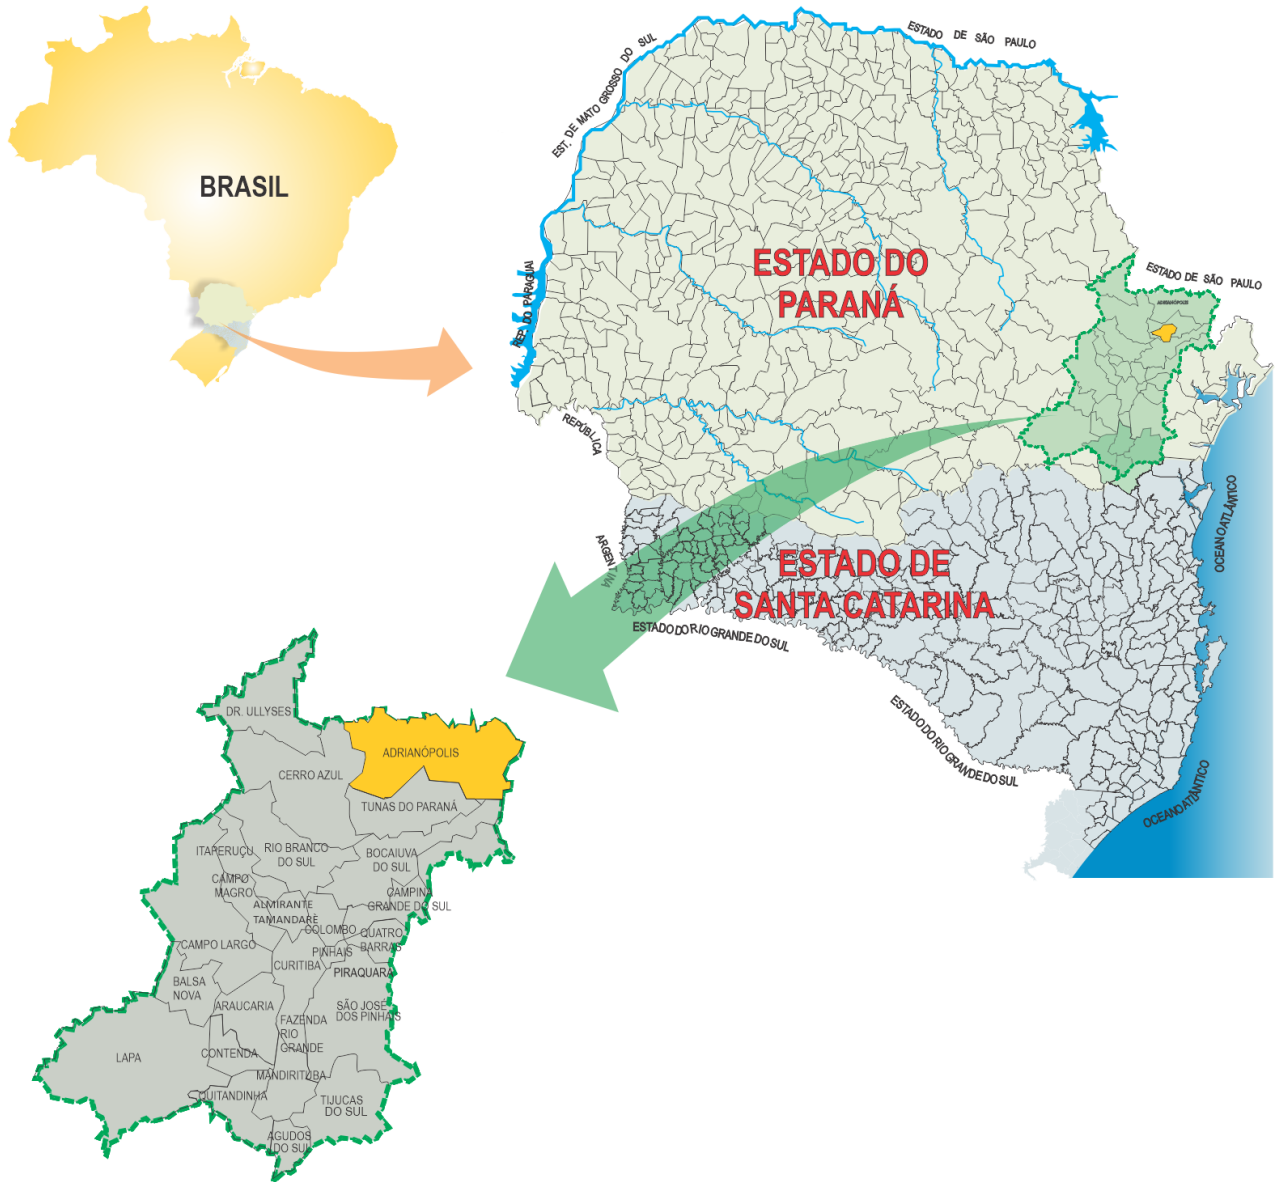 BRASIL
ESTADO DE SÃO PAULO
EST. DE MATO GROSSO DO SUL
ESTADO DO
PARANÁ
ESTADO DE SÃO PAULO
ADRIANÓPOLIS
REP. DO PARAGUAI
REPÚBLICA
ARGENTINA
OCEANO ATLÂNTICO
ESTADO DE
SANTA CATARINA
ESTADO DO RIO GRANDE DO SUL
ESTADO DO RIO GRANDE DO SUL
OCEANO ATLÂNTICO
DR. ULLYSES
ADRIANÓPOLIS
CERRO AZUL
TUNAS DO PARANÁ
ITAPERUÇU
RIO BRANCO
DO SUL
BOCAIUVA
DO SUL
CAMPO
MAGRO
CAMPINA
GRANDE DO SUL
ALMIRANTE
TAMANDARÈ
COLOMBO
QUATRO
BARRAS
CAMPO LARGO
PINHAIS
CURITIBA
PIRAQUARA
BALSA
NOVA
ARAUCARIA
SÃO JOSÉ
DOS PINHAIS
FAZENDA
RIO
GRANDE
LAPA
CONTENDA
MANDIRITUBA
QUITANDINHA
TIJUCAS
DO SUL
AGUDOS
DO SUL